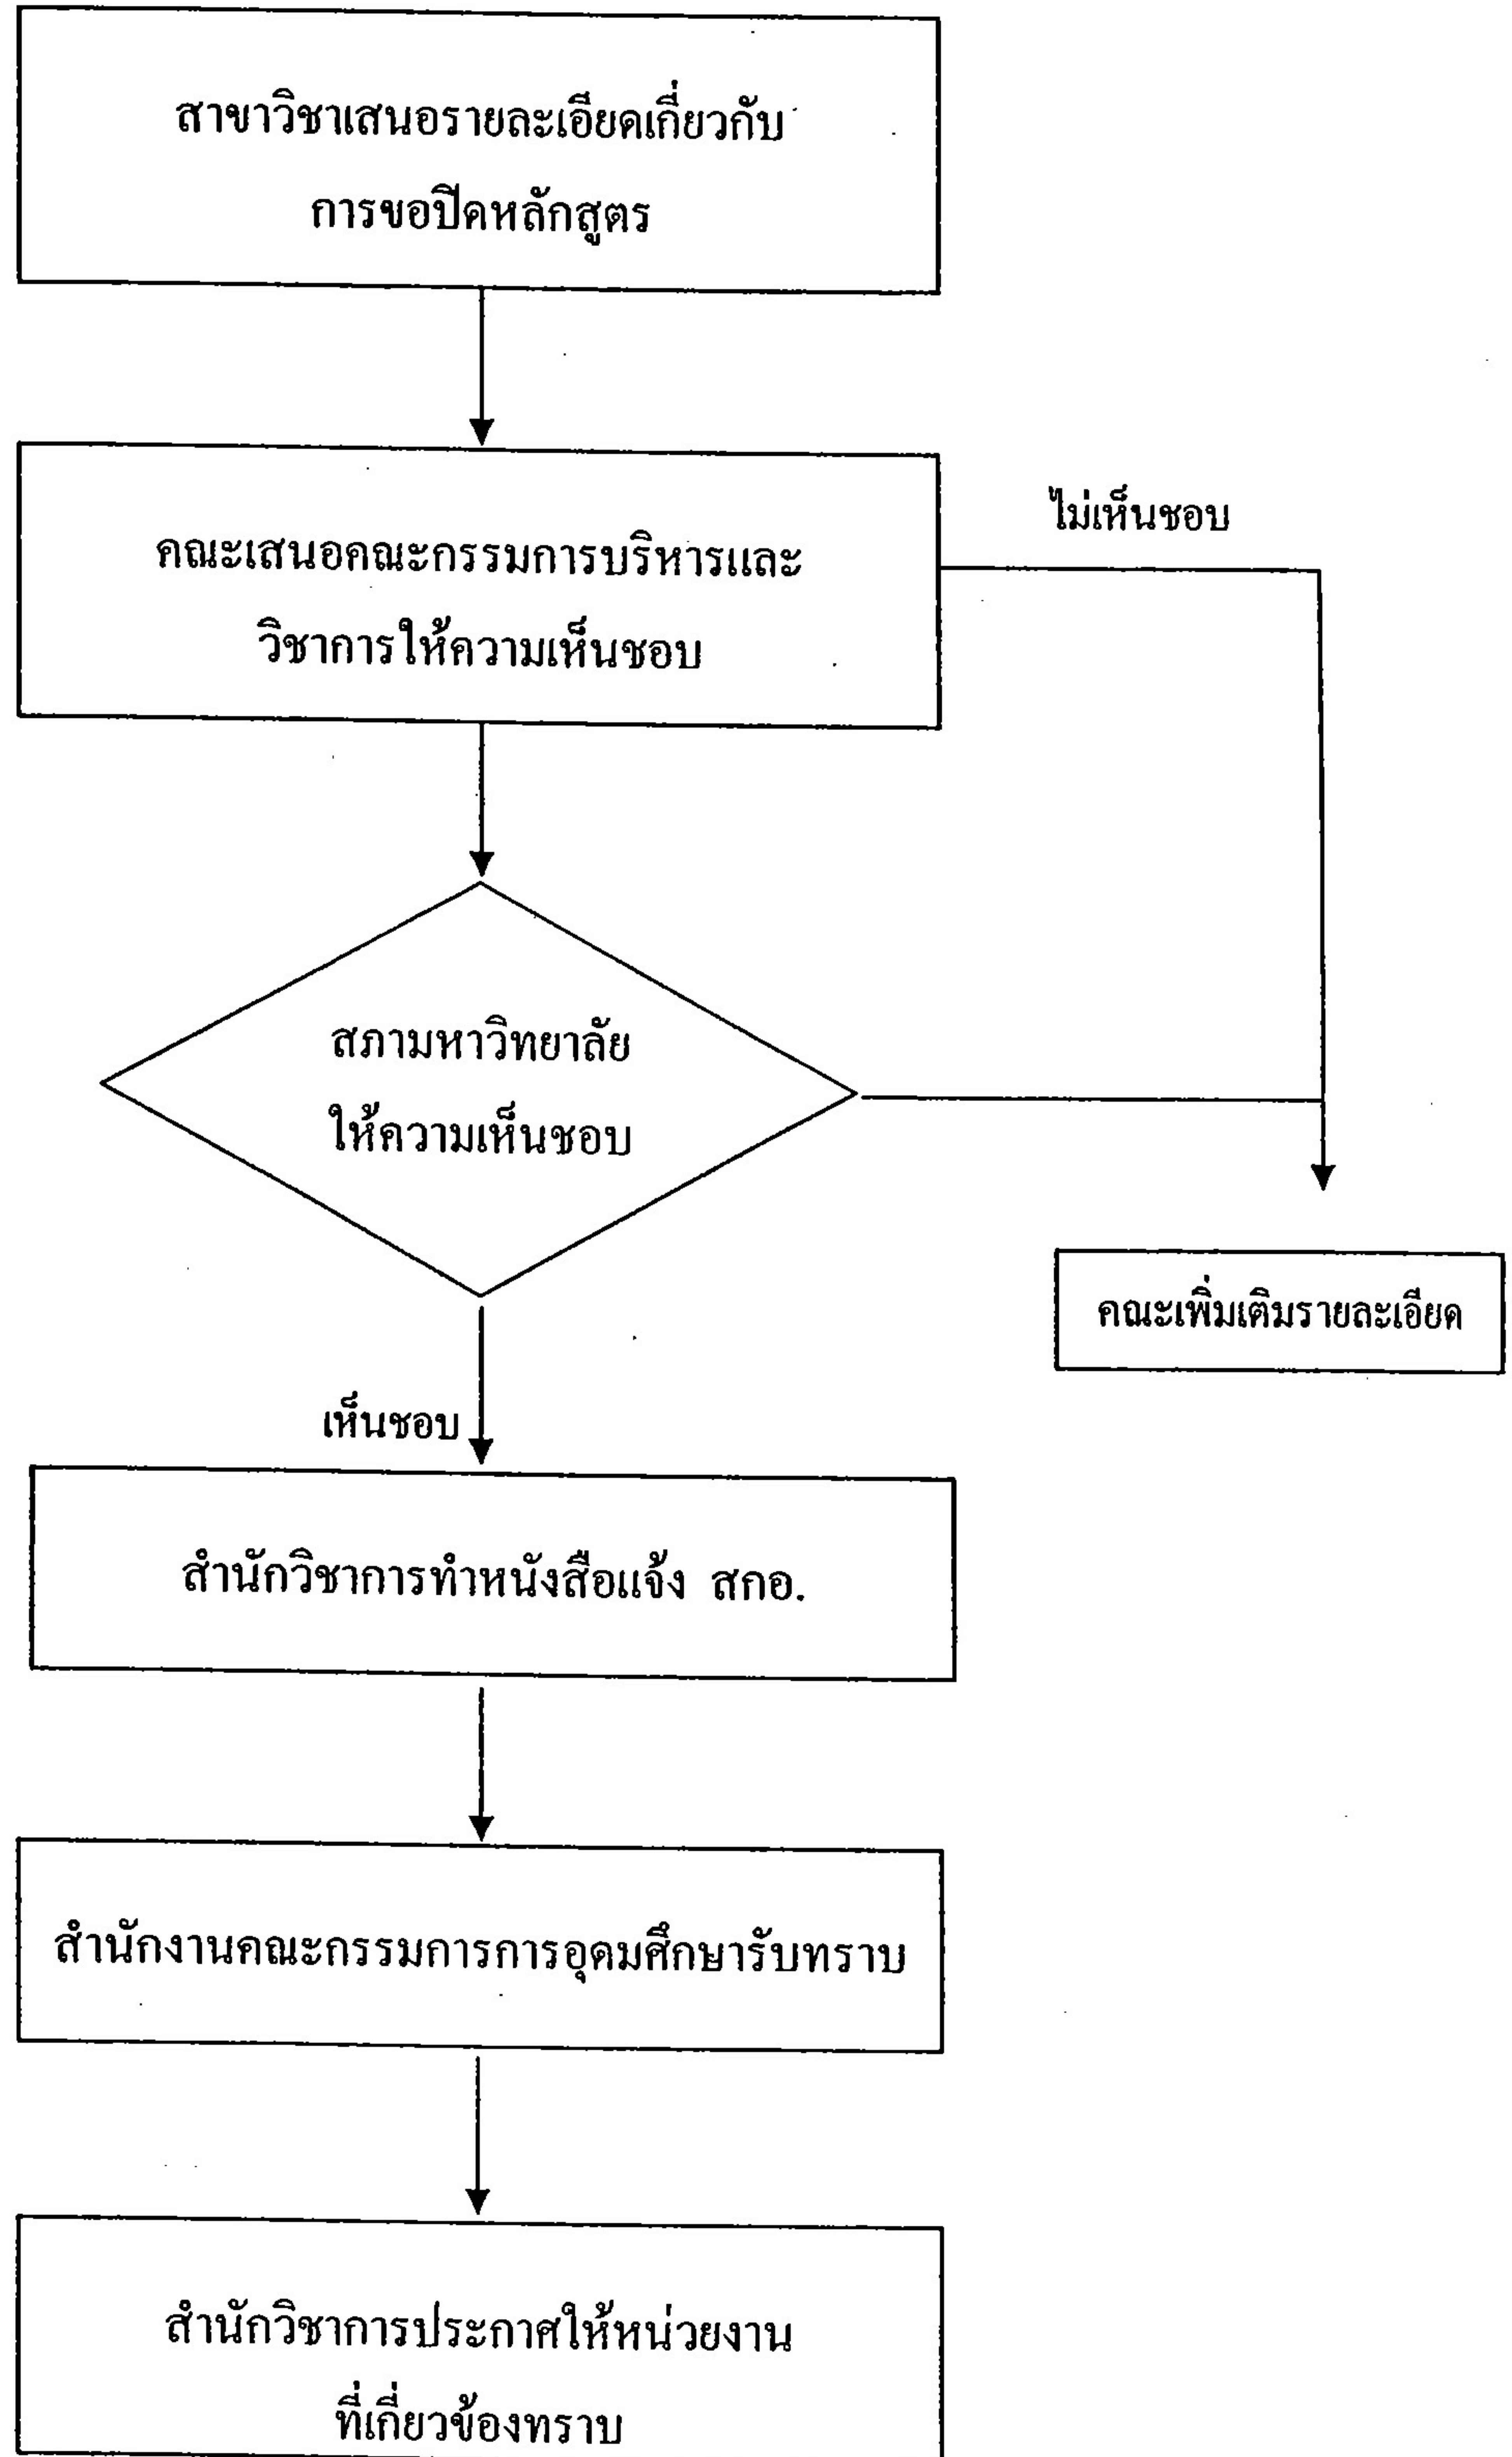 สาขาวิชาเสนอรายละเอียดเกี่ยวกับ
การขอปิดหลักสูตร
คณะเสนอคณะกรรมการบริหารและ
วิชาการให้ความเห็นชอบ
ไม่เห็นชอบ
สภามหาวิทยาลัย
ให้ความเห็นชอบ
คณะเพิ่มเติมรายละเอียด
เห็นชอบ
สำนักวิชาการทำหนังสือแจ้ง สกอ.
สำนักงานคณะกรรมการการอุดมศึกษารับทราบ
สำนักวิชาการประกาศให้หน่วยงาน
ที่เกี่ยวข้องทราบ